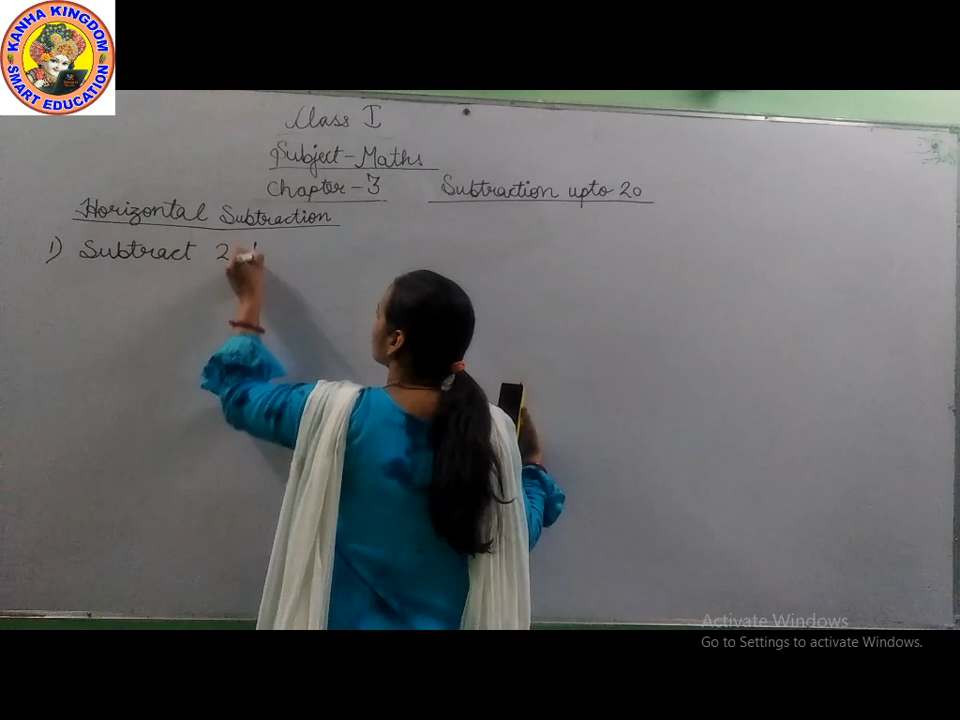 KANHA KINGDOM
SMART EDUCATION
Class I
Subject-Maths
Chapter-3 Subtraction upto 20
Horizontal Subtraction
1) Subtract 2
Activate Windows
Go to Settings to activate Windows.